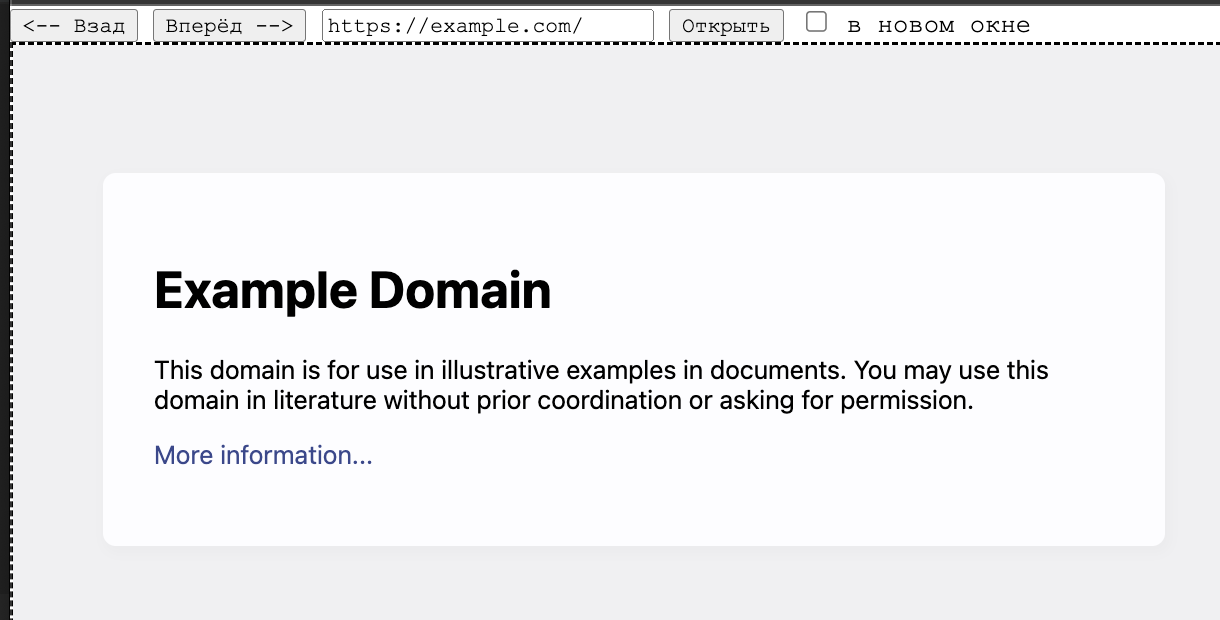 <-- Взад Вперёд --> https://example.com/ Открыть в новом окне
Example Domain
This domain is for use in illustrative examples in documents. You may use this
domain in literature without prior coordination or asking for permission.
More information...